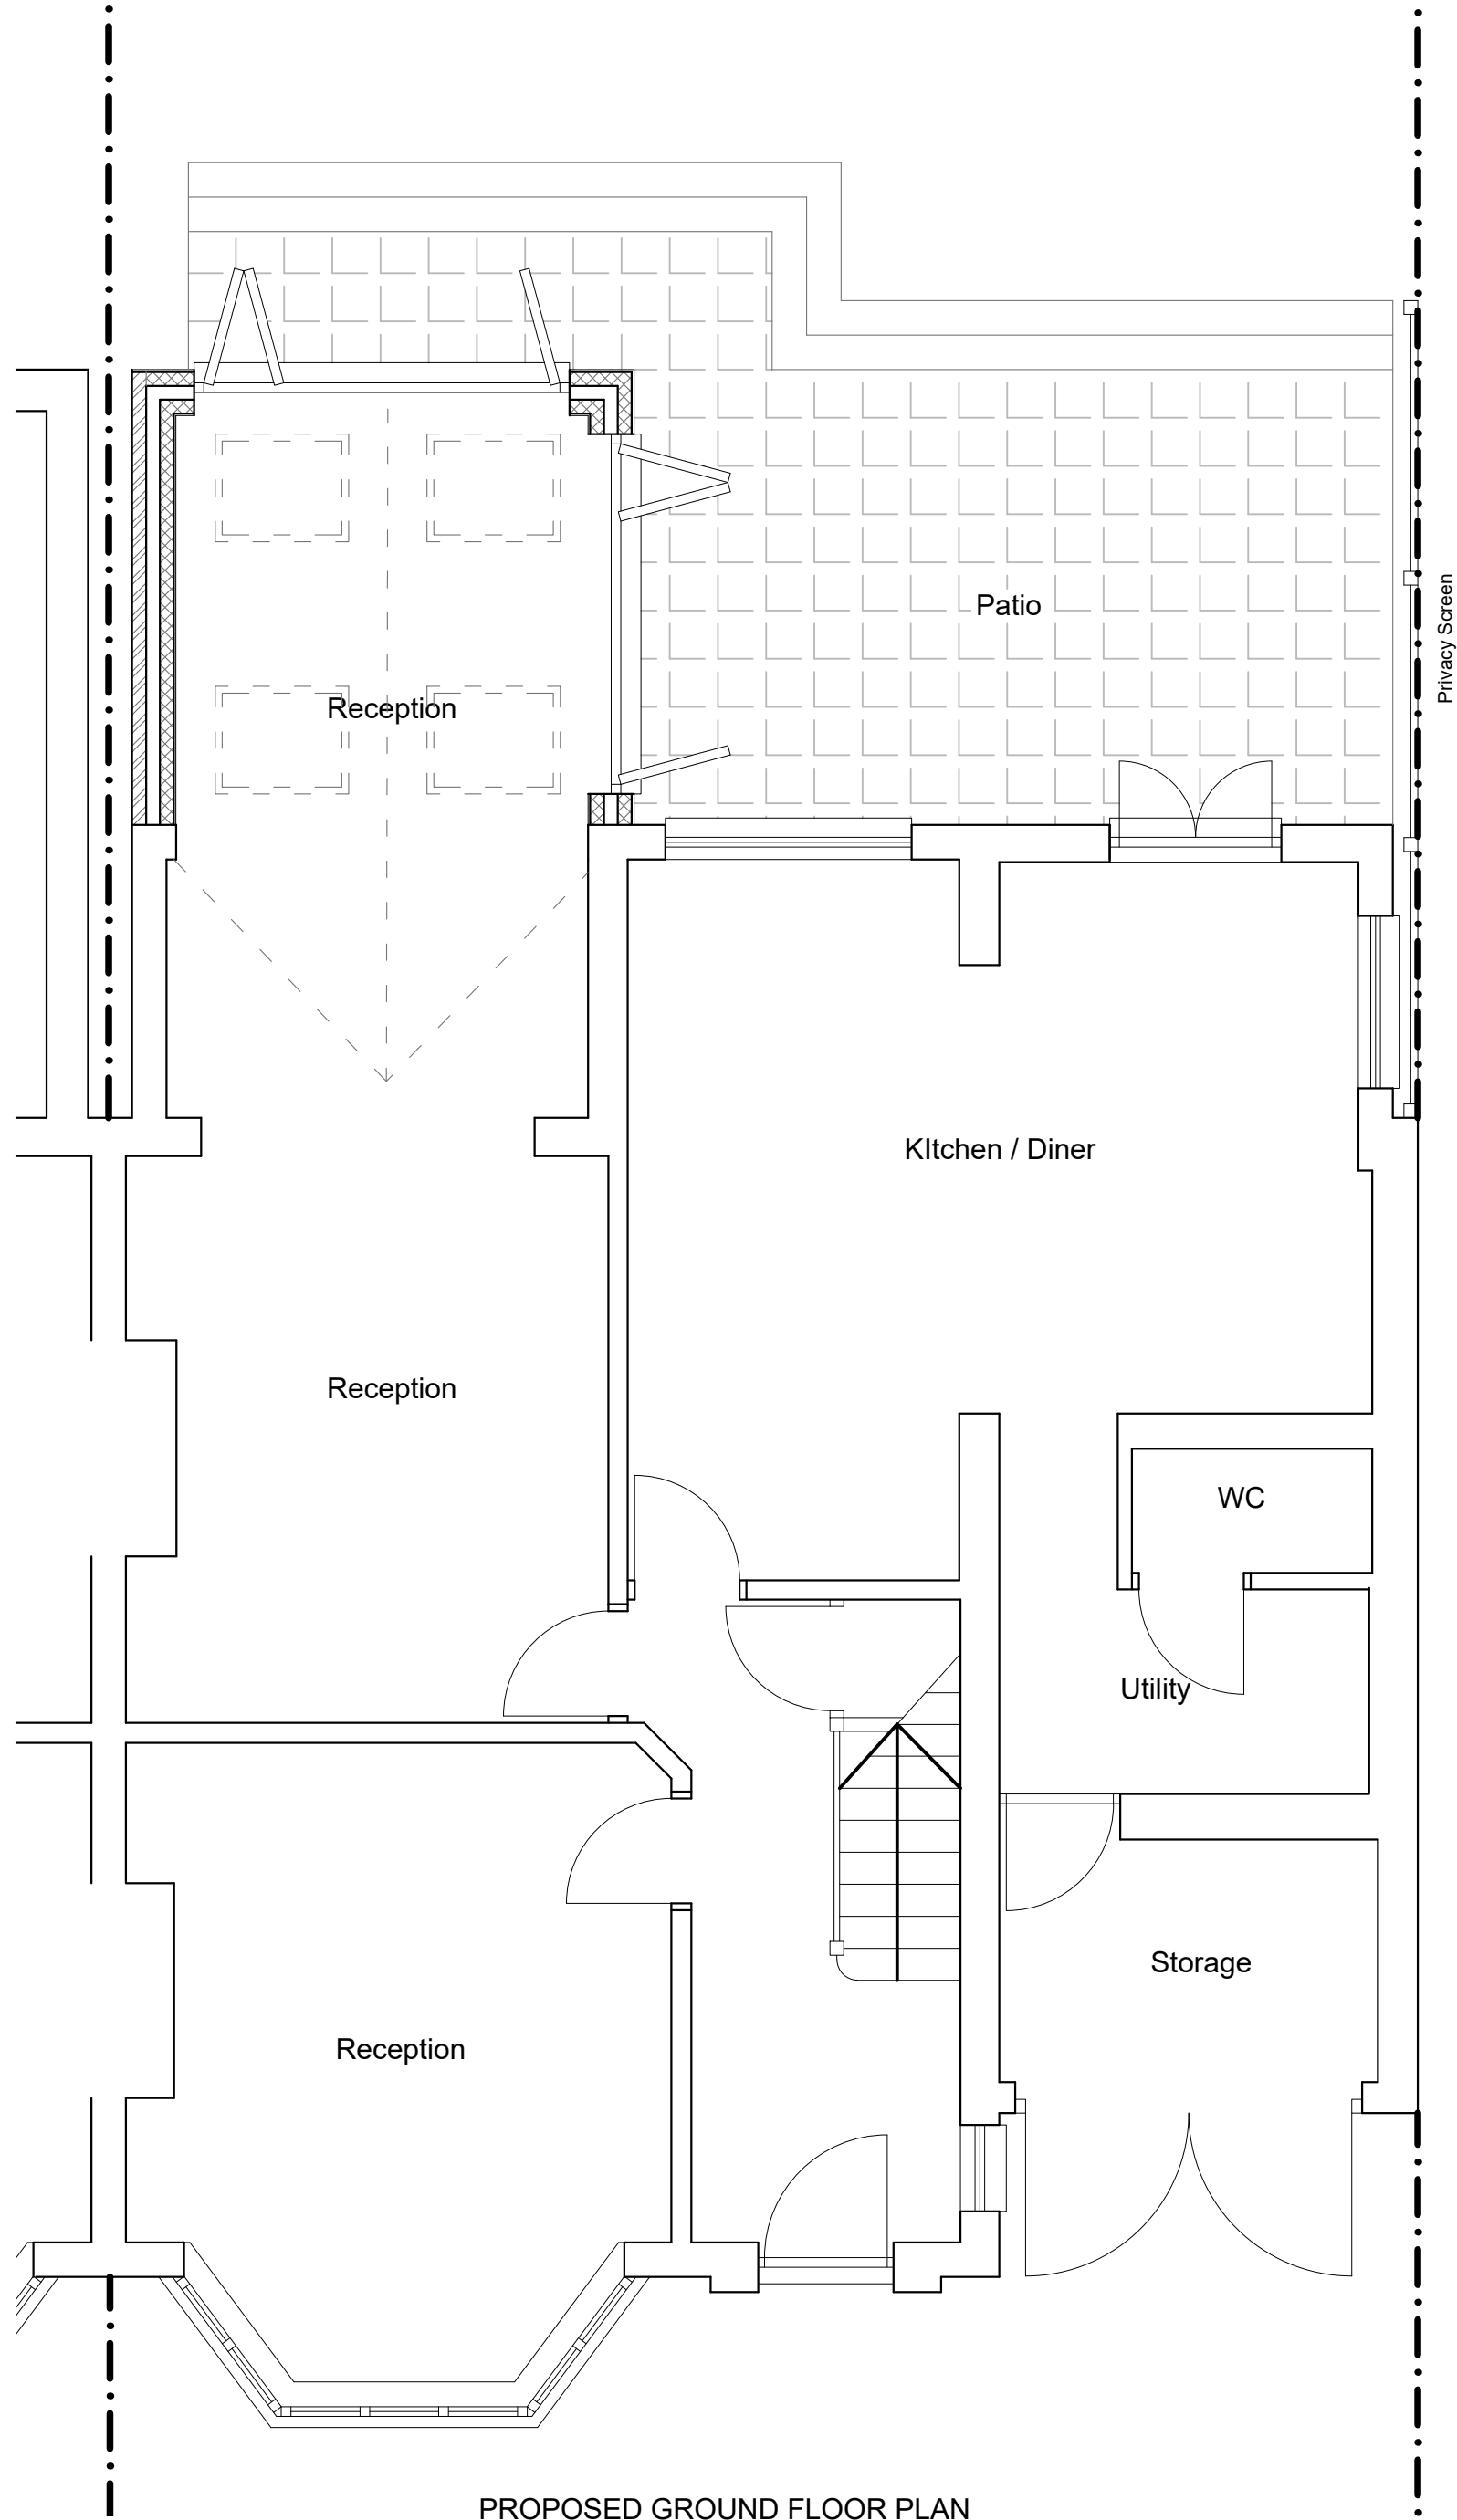 Patio
Privacy Screen
Reception
KItchen / Diner
Reception
WC
Utility
Storage
Reception
PROPOSED GROUND FLOOR PLAN